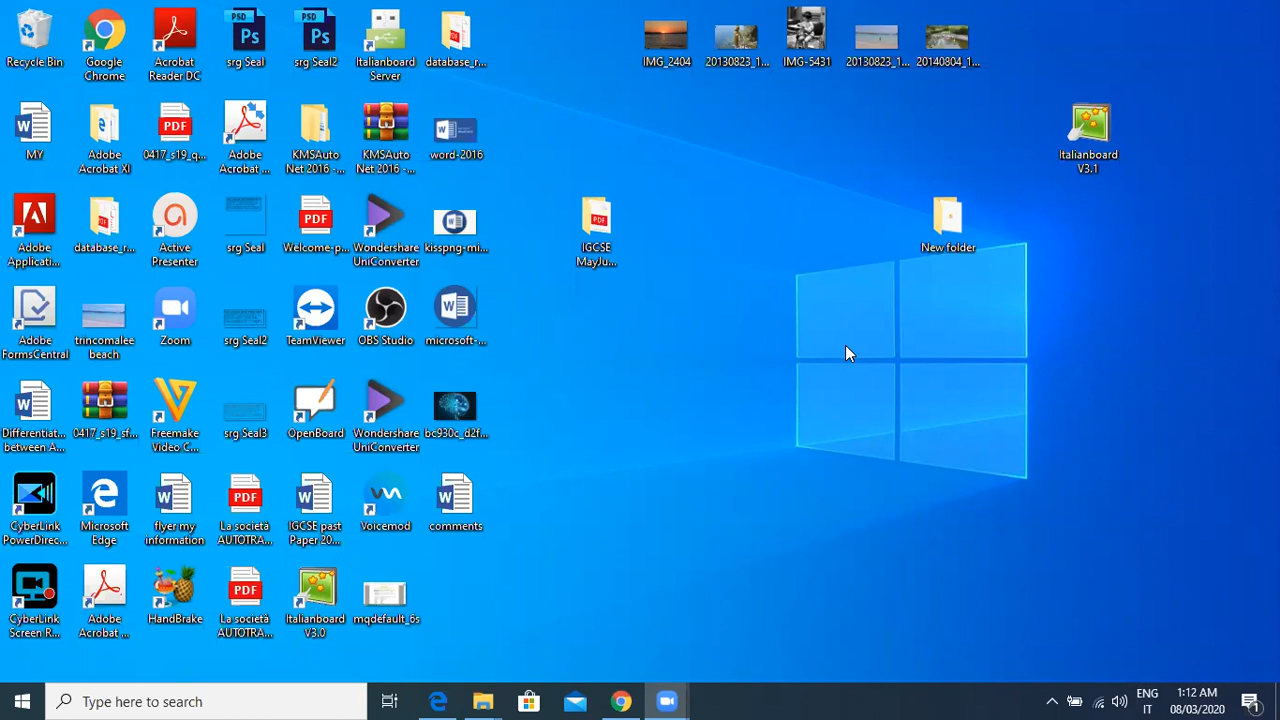 Recycle Bin
Google
Chrome
Acrobat
Reader DC
srg Seal
srg Seal2
Italianboard
Server
database_r...
IMG_2404
20130823_1...
IMG-5431
20130823_1...
20140804_1...
MY
Adobe
Acrobat XI
0417_s19_q...
Adobe
Acrobat ...
KMSAuto
Net 2016 -...
KMSAuto
Net 2016 -...
word-2016
Italianboard
V3.1
Adobe
Applicati...
database_r...
Active
Presenter
srg Seal
Welcome-p...
Wondershare
UniConverter
kisspng-mi...
IGCSE
MayJu...
New folder
Adobe
FormsCentral
trincomalee
beach
Zoom
srg Seal2
TeamViewer
OBS Studio
microsoft-...
Differentiat...
between A...
0417_s19_sf...
Freemake
Video C...
srg Seal3
OpenBoard
Wondershare
UniConverter
bc930c_d2f...
CyberLink
PowerDirec...
Microsoft
Edge
flyer my
information
La società
AUTOTRA...
IGCSE past
Paper 20...
Voicemod
comments
CyberLink
Screen R...
Adobe
Acrobat ...
HandBrake
La società
AUTOTRA...
Italianboard
V3.0
mqdefault_6s
Type here to search
ENG
IT
1:12 AM
08/03/2020
1